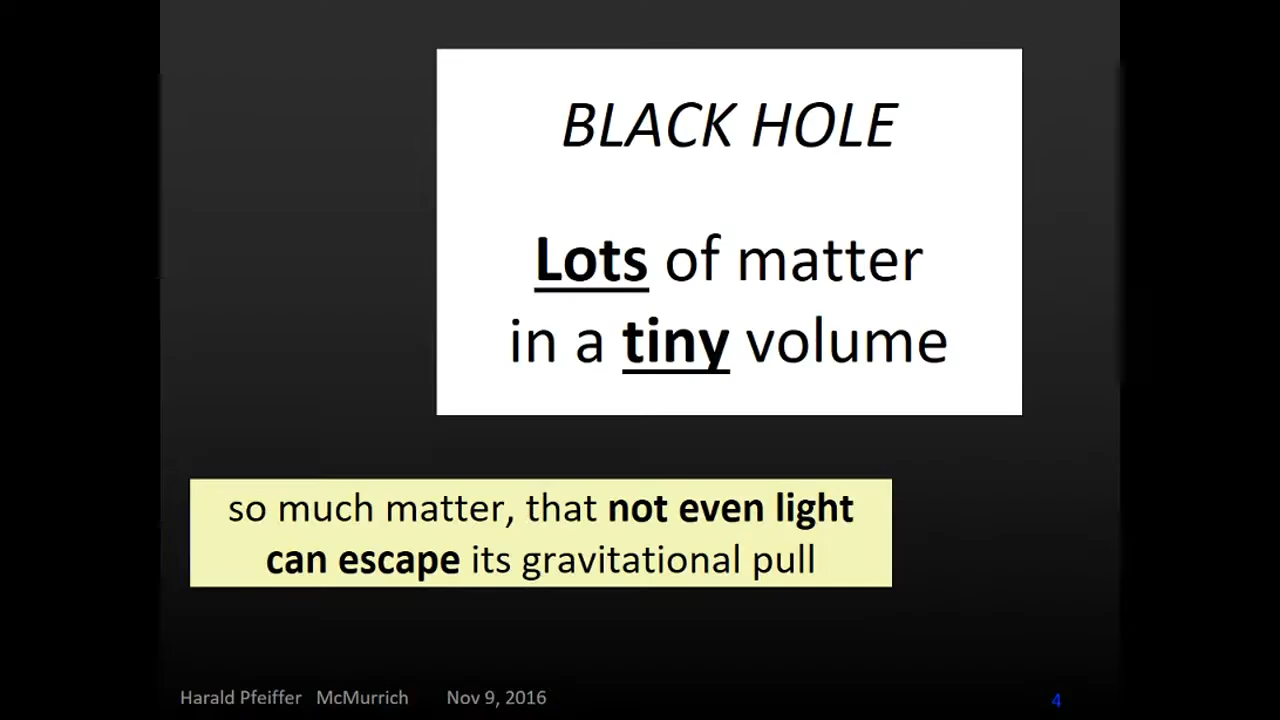 BLACK HOLE
Lots of matter
in a tiny volume
so much matter, that not even light
can escape its gravitational pull
Harald Pfeiffer McMurrich Nov 9, 2016 4